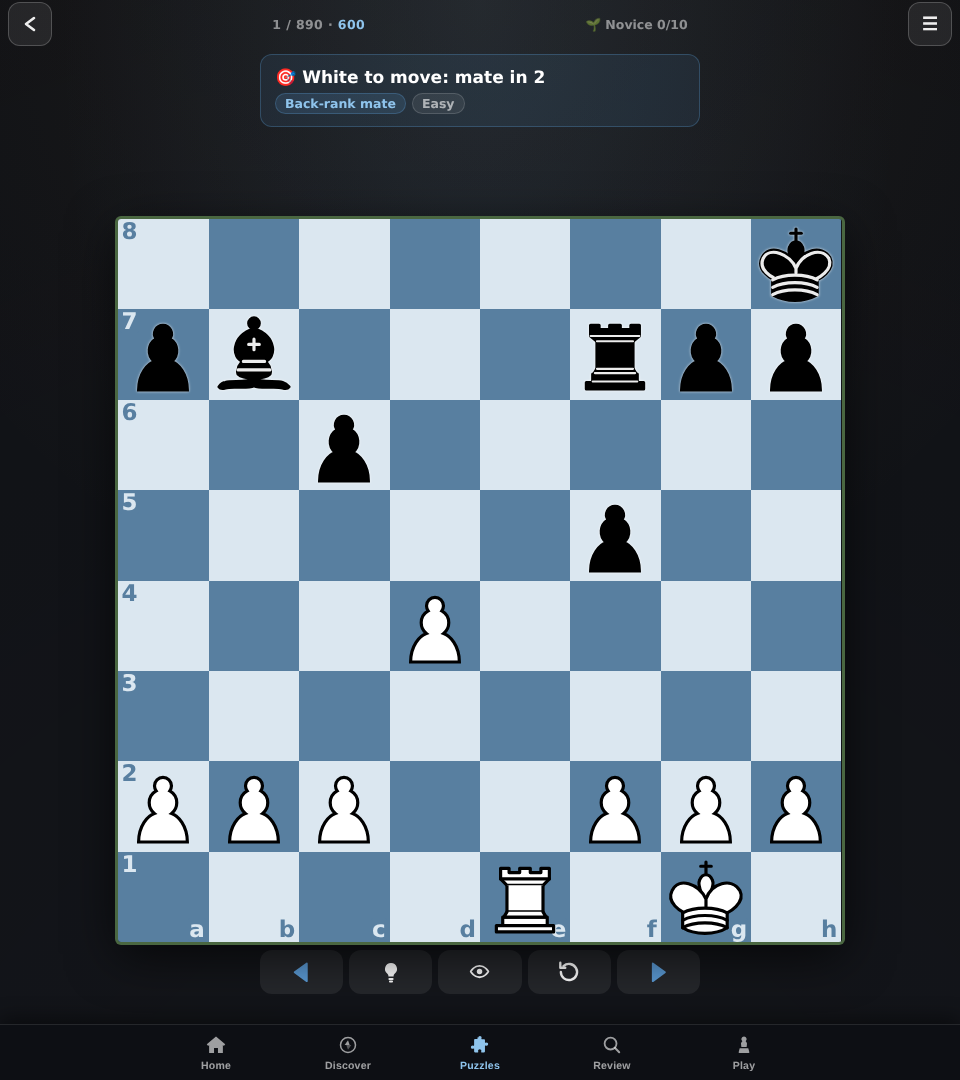 1 / 890 · 600
🌱 Novice 0/10
🎯 White to move: mate in 2
Back-rank mate Easy
8
7
6
5
4
3
2
1
a b c d e f g h
Home Discover Puzzles Review Play